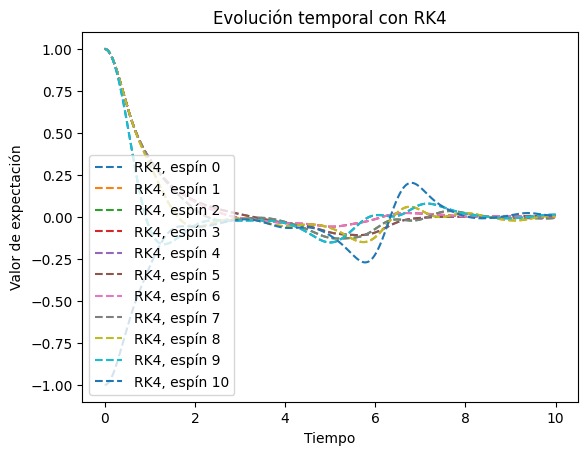 Evolución temporal con RK4
Valor de expectación
1.00
0.75
0.50
0.25
0.00
−0.25
−0.50
−0.75
−1.00
RK4, espín 0
RK4, espín 1
RK4, espín 2
RK4, espín 3
RK4, espín 4
RK4, espín 5
RK4, espín 6
RK4, espín 7
RK4, espín 8
RK4, espín 9
RK4, espín 10
0 2 4 6 8 10
Tiempo